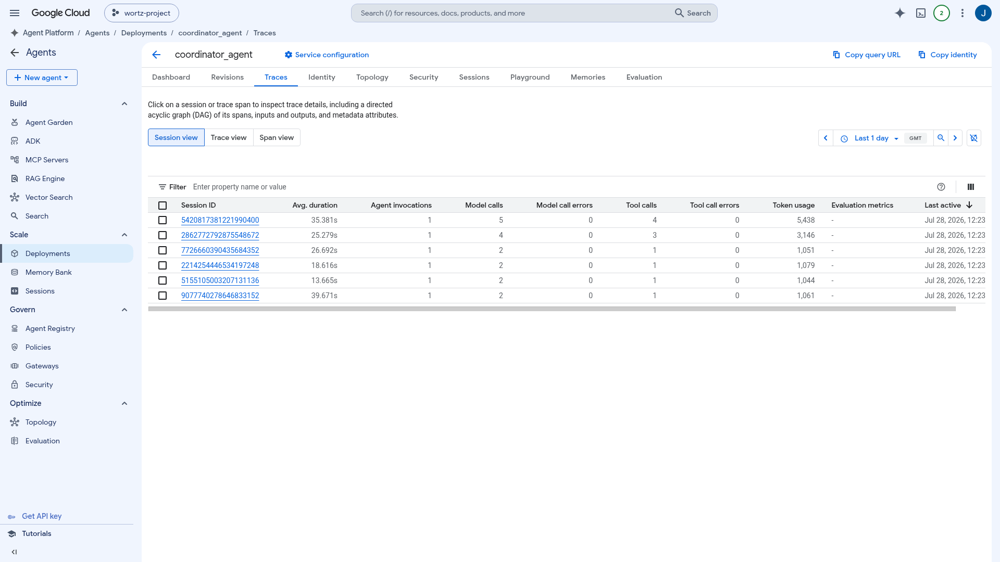 Google Cloud
wortz-project
Search (/) for resources, docs, products, and more
Search
2
J
Agent Platform / Agents / Deployments / coordinator_agent / Traces
Agents
New agent
Build
Agent Garden
ADK
MCP Servers
RAG Engine
Vector Search
Search
Scale
Deployments
Memory Bank
Sessions
Govern
Agent Registry
Policies
Gateways
Security
Optimize
Topology
Evaluation
Get API key
Tutorials
coordinator_agent
Service configuration
Copy query URL
Copy identity
Dashboard Revisions Traces Identity Topology Security Sessions Playground Memories Evaluation
Click on a session or trace span to inspect trace details, including a directed
acyclic graph (DAG) of its spans, inputs and outputs, and metadata attributes.
Session view Trace view Span view
Last 1 day GMT
Filter Enter property name or value
Session ID Avg. duration Agent invocations Model calls Model call errors Tool calls Tool call errors Token usage Evaluation metrics Last active
5420817381221990400 35.381s 1 5 0 4 0 5,438 - Jul 28, 2026, 12:23
2862772792875548672 25.279s 1 4 0 3 0 3,146 - Jul 28, 2026, 12:23
7726660390435684352 26.692s 1 2 0 1 0 1,051 - Jul 28, 2026, 12:23
2214254446534197248 18.616s 1 2 0 1 0 1,079 - Jul 28, 2026, 12:23
5155105003207131136 13.665s 1 2 0 1 0 1,044 - Jul 28, 2026, 12:23
9077740278646833152 39.671s 1 2 0 1 0 1,061 - Jul 28, 2026, 12:23